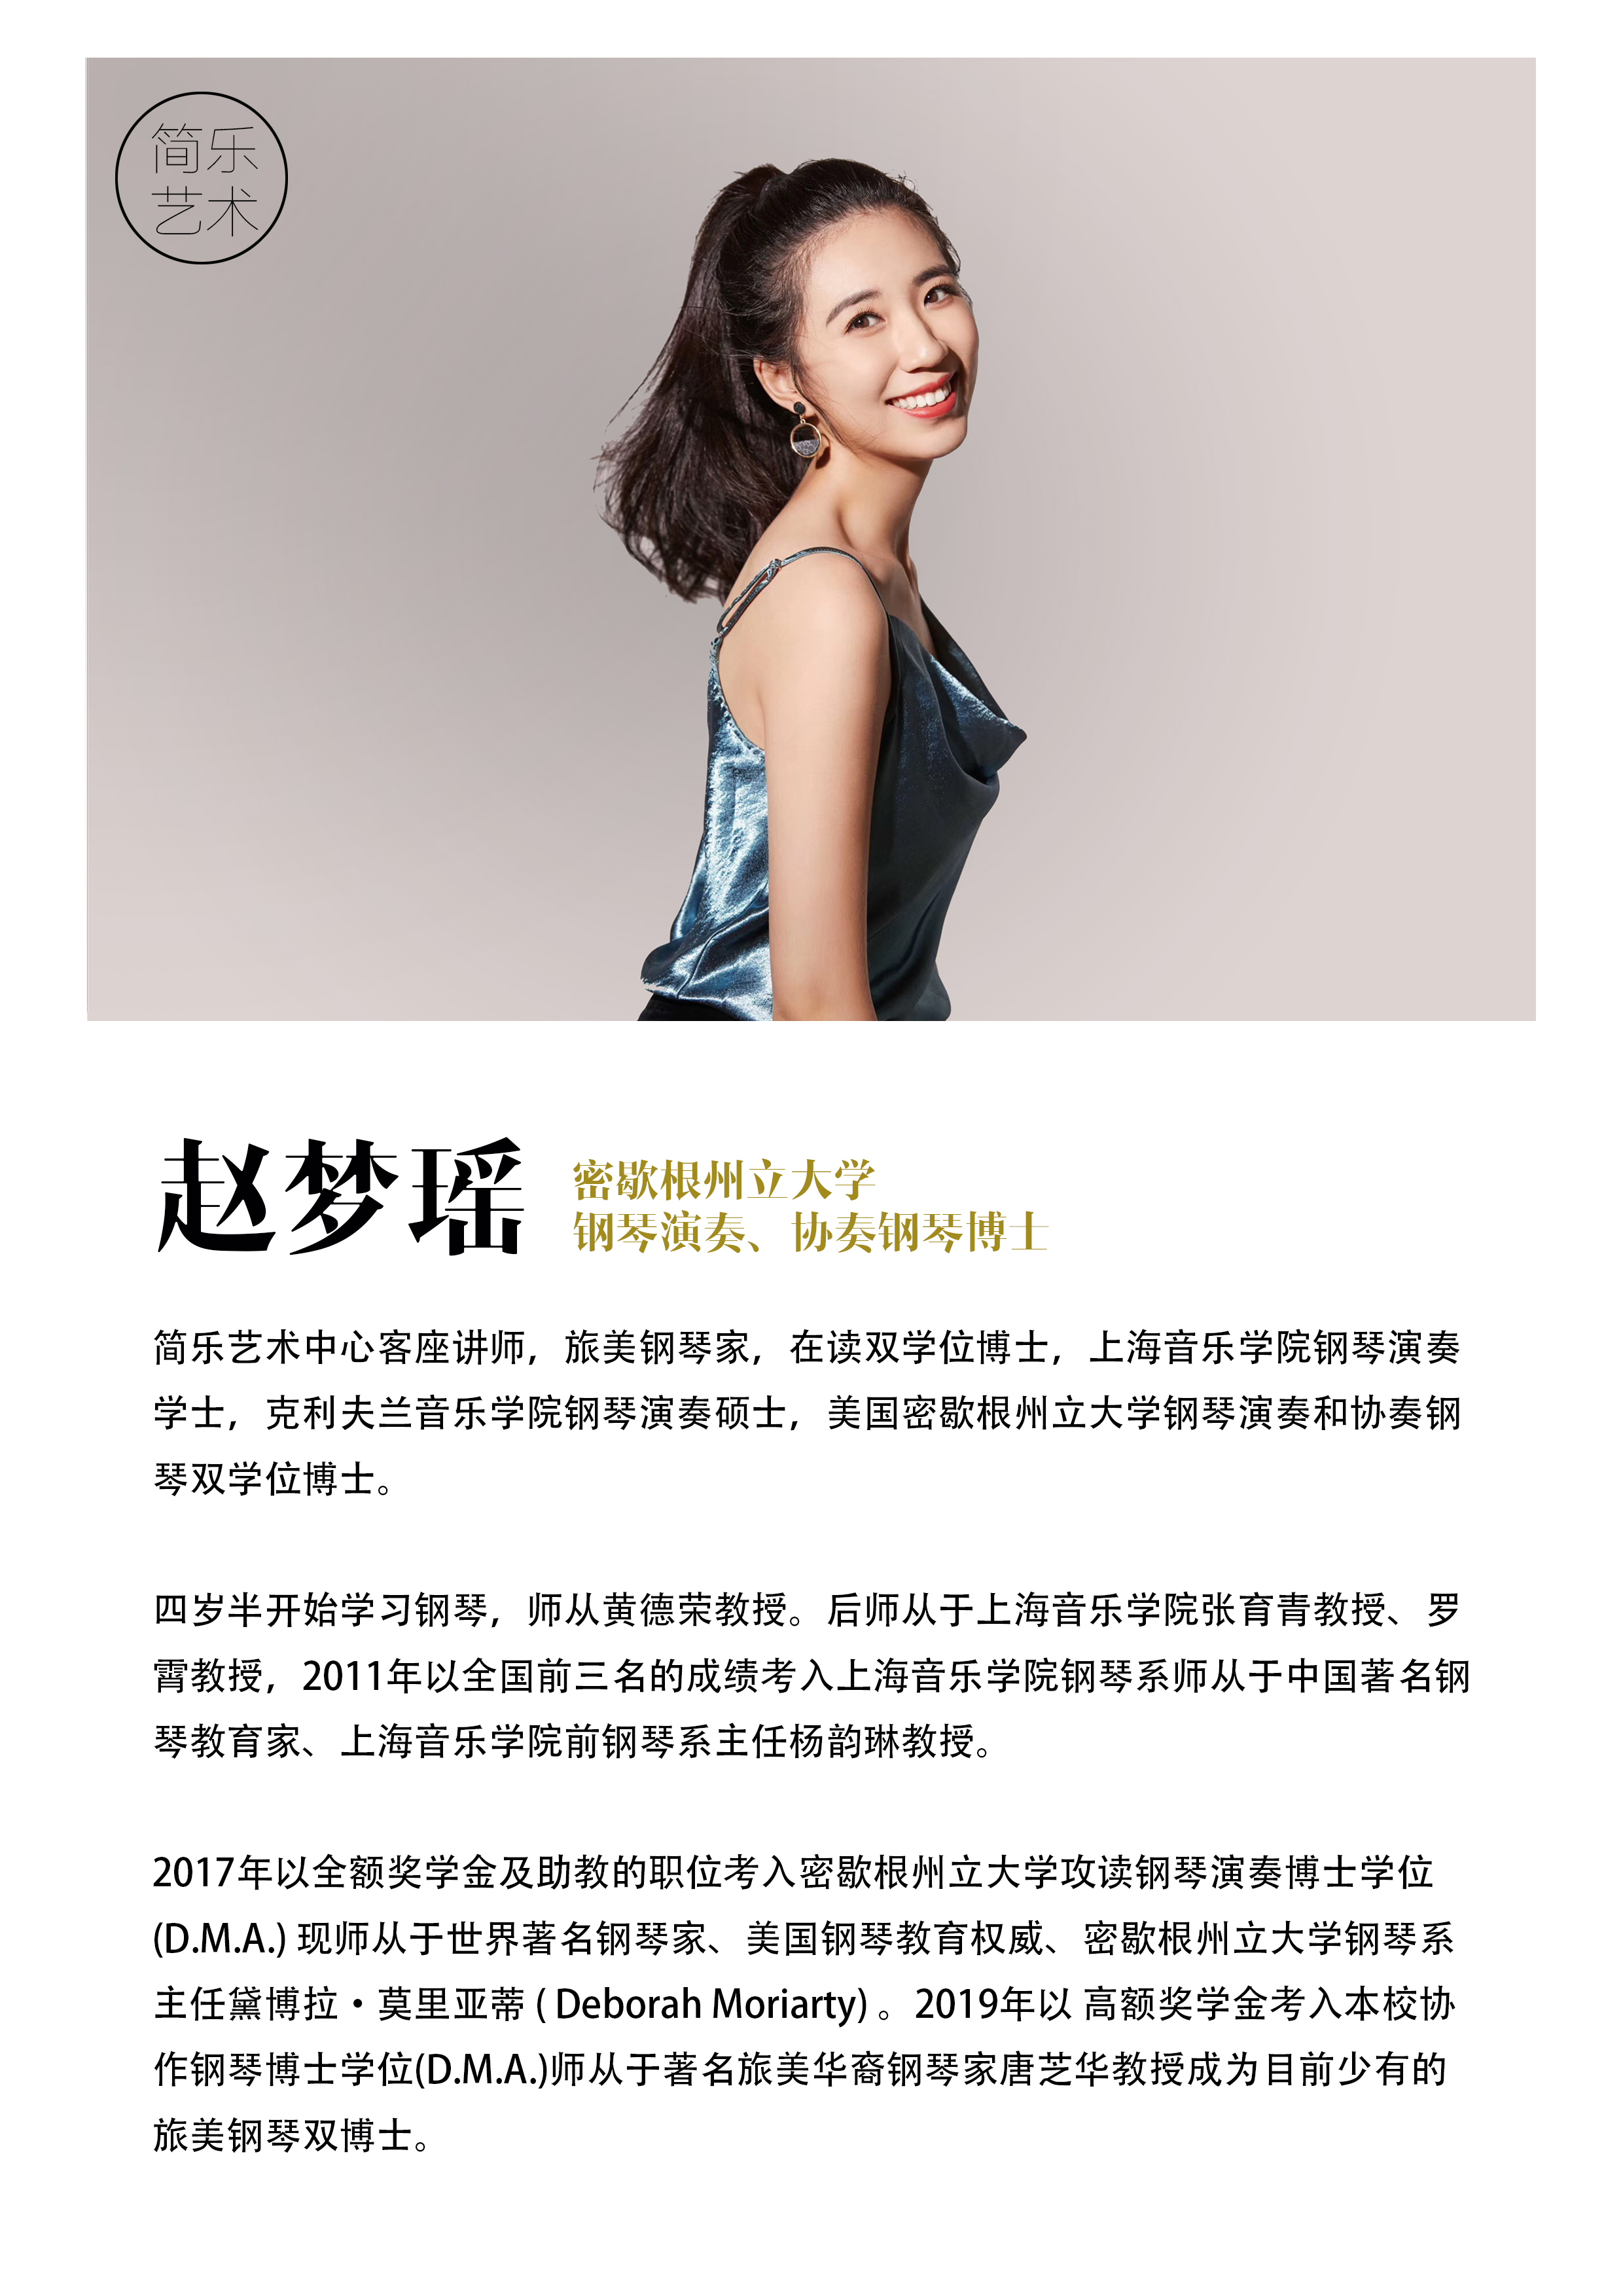 简乐
艺术
赵梦瑶
密歇根州立大学
钢琴演奏、协奏钢琴博士
简乐艺术中心客座讲师，旅美钢琴家，在读双学位博士，上海音乐学院钢琴演奏
学士，克利夫兰音乐学院钢琴演奏硕士，美国密歇根州立大学钢琴演奏和协奏钢
琴双学位博士。
四岁半开始学习钢琴，师从黄德荣教授。后师从于上海音乐学院张育青教授、罗
霄教授，2011年以全国前三名的成绩考入上海音乐学院钢琴系师从于中国著名钢
琴教育家、上海音乐学院前钢琴系主任杨韵琳教授。
2017年以全额奖学金及助教的职位考入密歇根州立大学攻读钢琴演奏博士学位
(D.M.A.) 现师从于世界著名钢琴家、美国钢琴教育权威、密歇根州立大学钢琴系
主任黛博拉·莫里亚蒂 ( Deborah Moriarty) 。2019年以 高额奖学金考入本校协
作钢琴博士学位(D.M.A.)师从于著名旅美华裔钢琴家唐芝华教授成为目前少有的
旅美钢琴双博士。